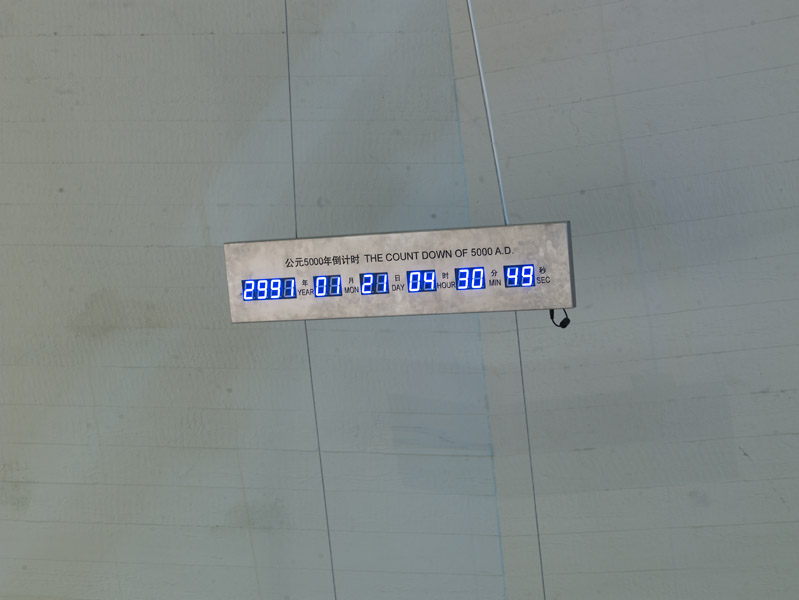 公元5000年倒计时 THE COUNT DOWN OF 5000 A.D.
2991 年 YEAR 01 月 MON 21 日 DAY 04 时 HOUR 30 分 MIN 49 秒 SEC